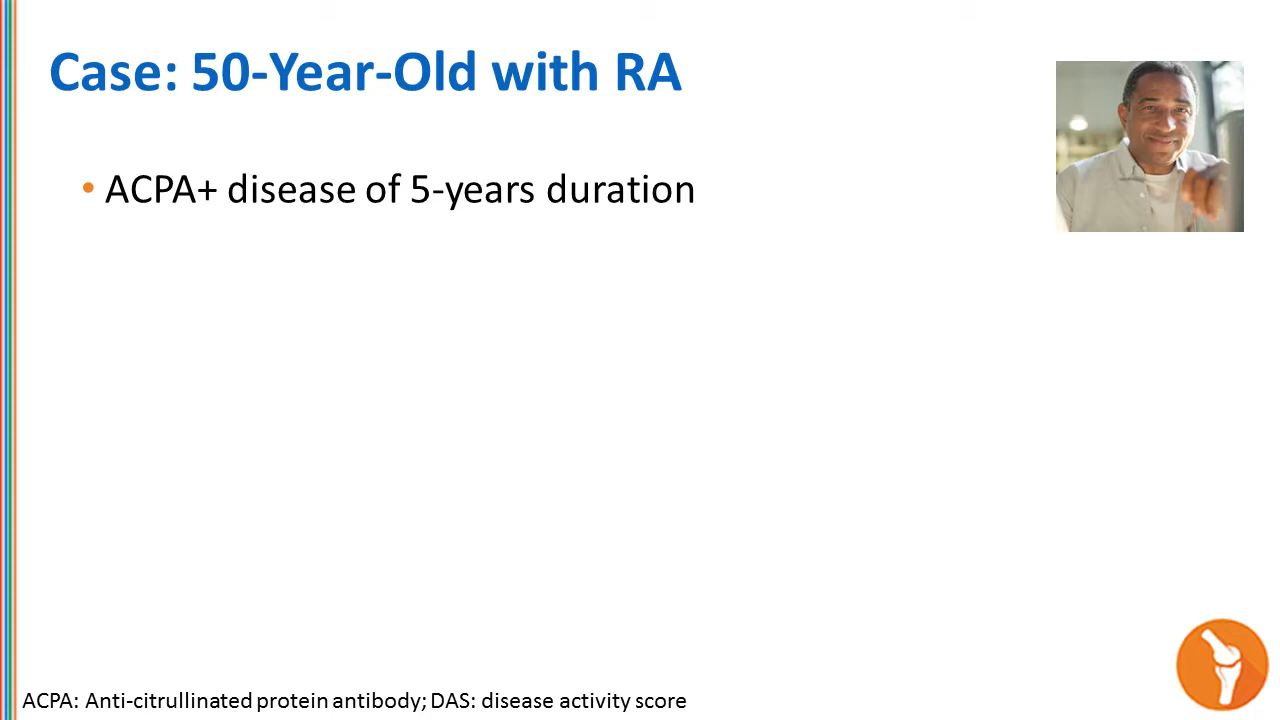 Case: 50-Year-Old with RA
• ACPA+ disease of 5-years duration
ACPA: Anti-citrullinated protein antibody; DAS: disease activity score